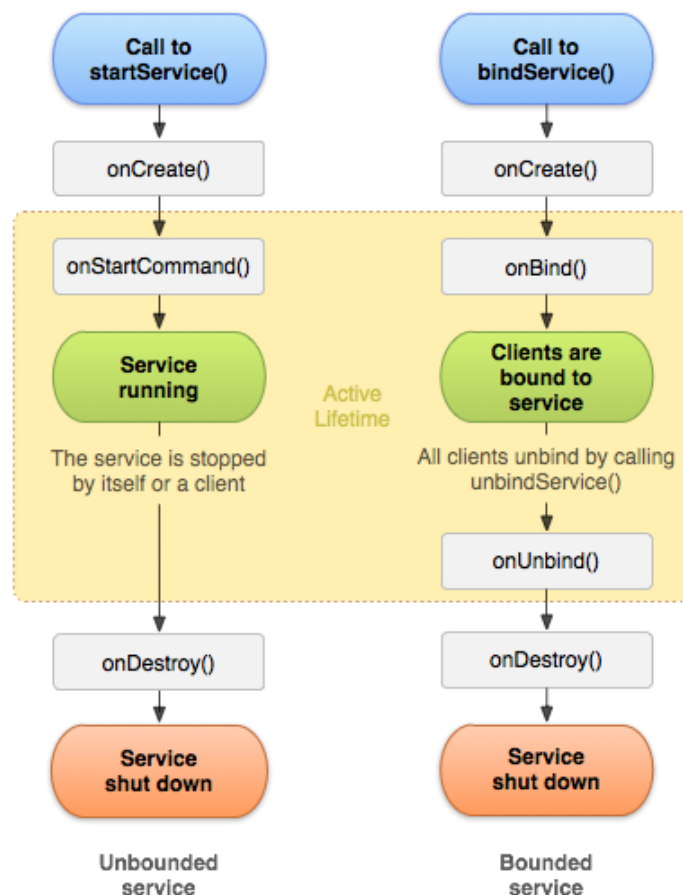 Call to
startService()
onCreate()
onStartCommand()
Service
running
The service is stopped
by itself or a client
onDestroy()
Service
shut down
Unbounded
service
Active
Lifetime
Call to
bindService()
onCreate()
onBind()
Clients are
bound to
service
All clients unbind by calling
unbindService()
onUnbind()
onDestroy()
Service
shut down
Bounded
service